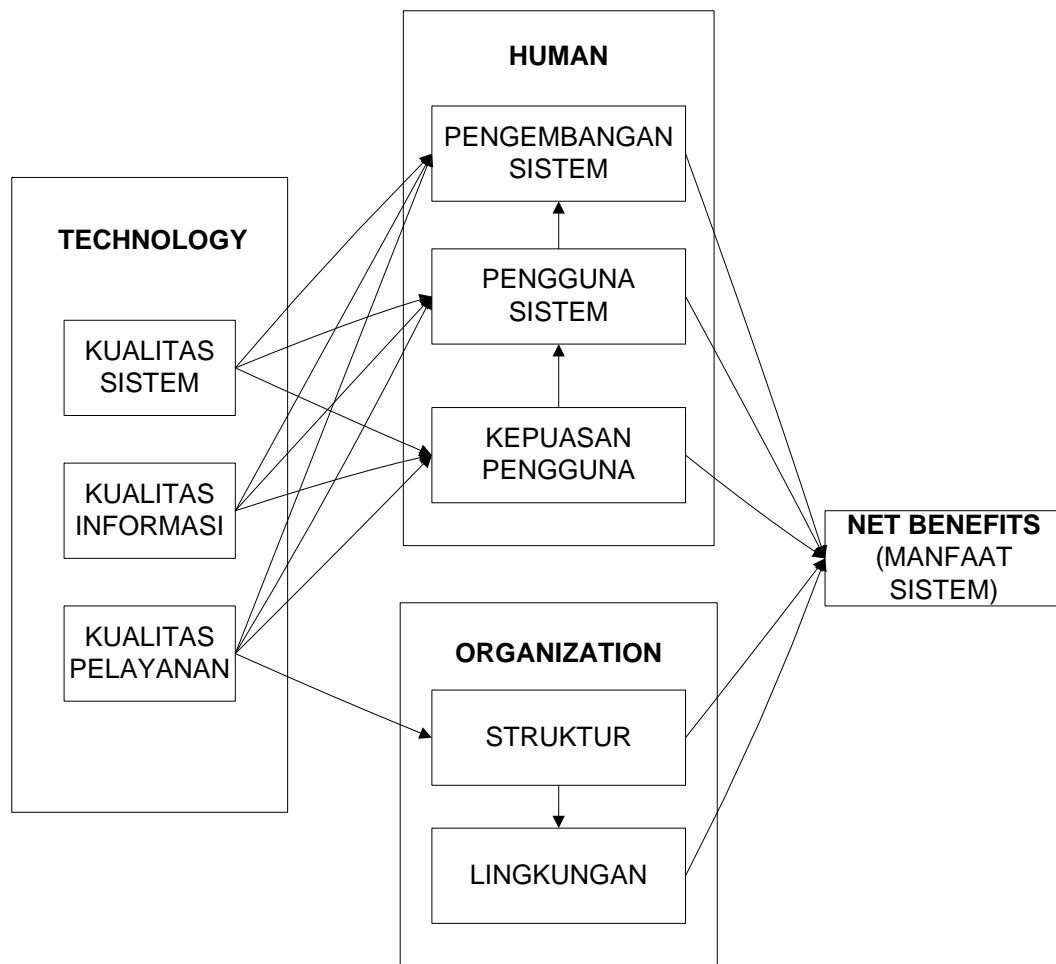 TECHNOLOGY
KUALITAS
SISTEM
KUALITAS
INFORMASI
KUALITAS
PELAYANAN
HUMAN
PENGEMBANGAN
SISTEM
PENGGUNA
SISTEM
KEPUASAN
PENGGUNA
ORGANIZATION
STRUKTUR
LINGKUNGAN
NET BENEFITS
(MANFAAT
SISTEM)